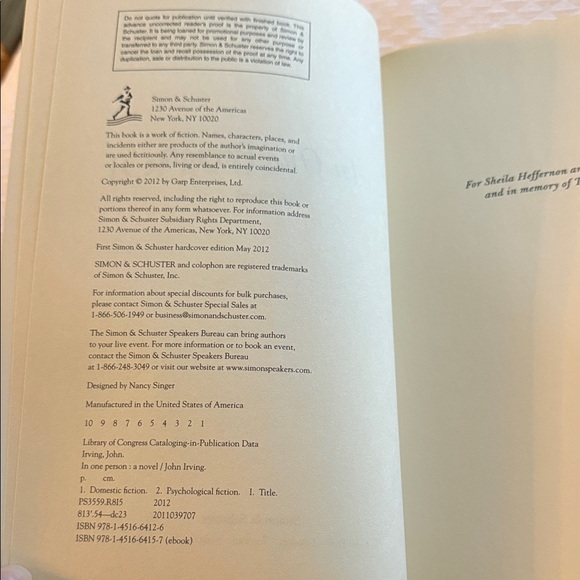 Do not quote for publication until verified with finished book. This
advance uncorrected reader's proof is the property of Simon &
Schuster. It is being loaned for promotional purposes and review by
the recipient and may not be used for any other purpose or
transferred to any third party. Simon & Schuster reserves the right to
cancel the loan and recall possession of the proof at any time. Any
duplication, sale or distribution to the public is a violation of law.
Simon & Schuster
1230 Avenue of the Americas
New York, NY 10020
This book is a work of fiction. Names, characters, places, and
incidents either are products of the author's imagination or
are used fictitiously. Any resemblance to actual events
or locales or persons, living or dead, is entirely coincidental.
Copyright © 2012 by Garp Enterprises, Ltd.
All rights reserved, including the right to reproduce this book or
portions thereof in any form whatsoever. For information address
Simon & Schuster Subsidiary Rights Department,
1230 Avenue of the Americas, New York, NY 10020
First Simon & Schuster hardcover edition May 2012
SIMON & SCHUSTER and colophon are registered trademarks
of Simon & Schuster, Inc.
For information about special discounts for bulk purchases,
please contact Simon & Schuster Special Sales at
1-866-506-1949 or business@simonandschuster.com.
The Simon & Schuster Speakers Bureau can bring authors
to your live event. For more information or to book an event,
contact the Simon & Schuster Speakers Bureau
at 1-866-248-3049 or visit our website at www.simonspeakers.com.
Designed by Nancy Singer
Manufactured in the United States of America
10 9 8 7 6 5 4 3 2 1
Library of Congress Cataloging-in-Publication Data
Irving, John.
In one person : a novel / John Irving.
p. cm.
1. Domestic fiction. 2. Psychological fiction. I. Title.
PS3559.R815 2012
813'.54—dc23 2011039707
ISBN 978-1-4516-6412-6
ISBN 978-1-4516-6415-7 (ebook)
For Sheila Heffernon
and in memory of